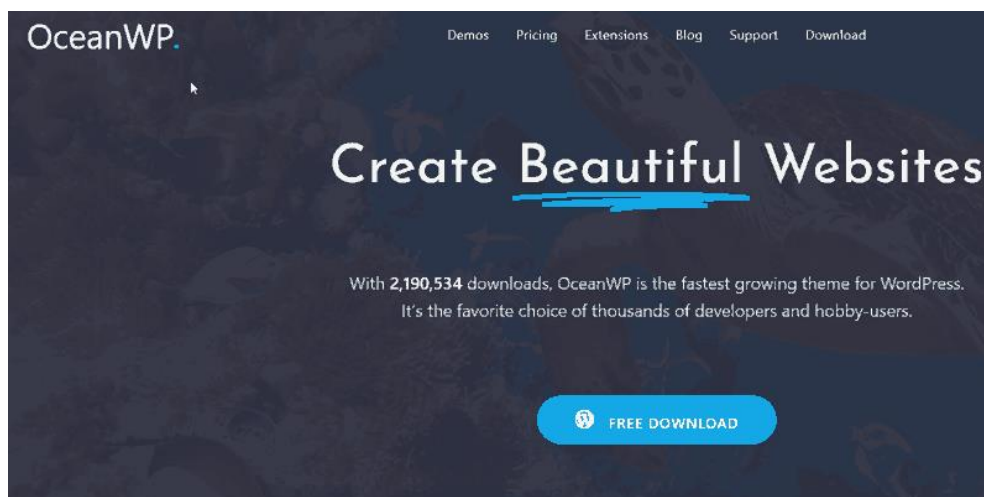 OceanWP.
Demos Pricing Extensions Blog Support Download
Create Beautiful Websites
With 2,190,534 downloads, OceanWP is the fastest growing theme for WordPress.
It's the favorite choice of thousands of developers and hobby-users.
FREE DOWNLOAD